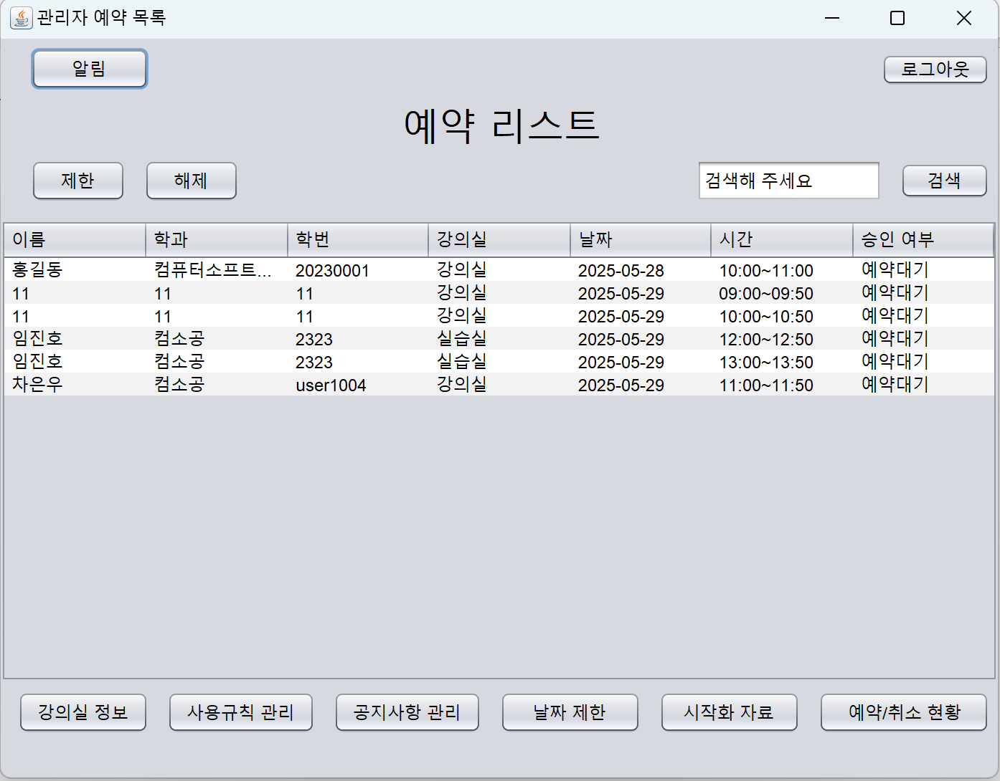 관리자 예약 목록
알림
로그아웃
예약 리스트
제한 해제 검색해 주세요 검색
이름 학과 학번 강의실 날짜 시간 승인 여부
홍길동 컴퓨터소프트... 20230001 강의실 2025-05-28 10:00~11:00 예약대기
11 11 11 강의실 2025-05-29 09:00~09:50 예약대기
11 11 11 강의실 2025-05-29 10:00~10:50 예약대기
임진호 컴소공 2323 실습실 2025-05-29 12:00~12:50 예약대기
임진호 컴소공 2323 실습실 2025-05-29 13:00~13:50 예약대기
차은우 컴소공 user1004 강의실 2025-05-29 11:00~11:50 예약대기
강의실 정보 사용규칙 관리 공지사항 관리 날짜 제한 시작화 자료 예약/취소 현황